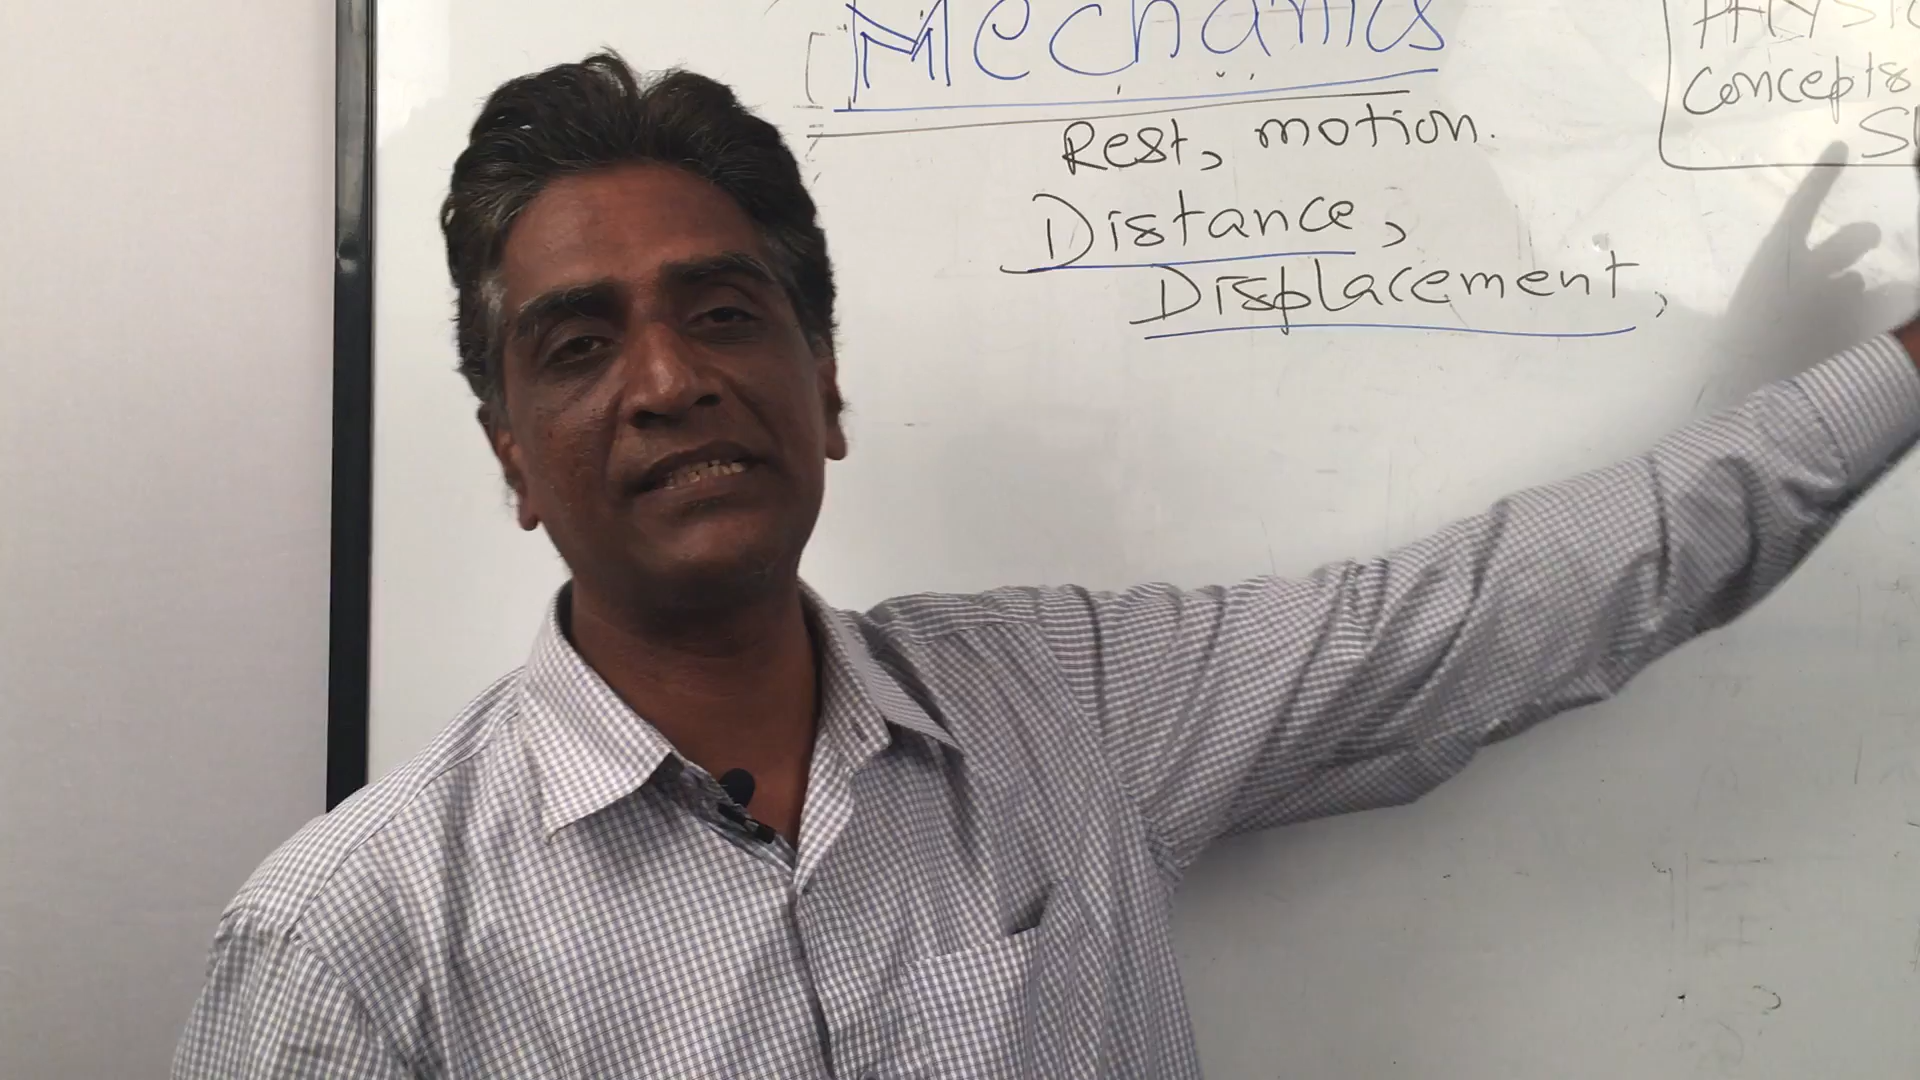 Mechanics
Rest, motion.
Distance,
Displacement,
concepts